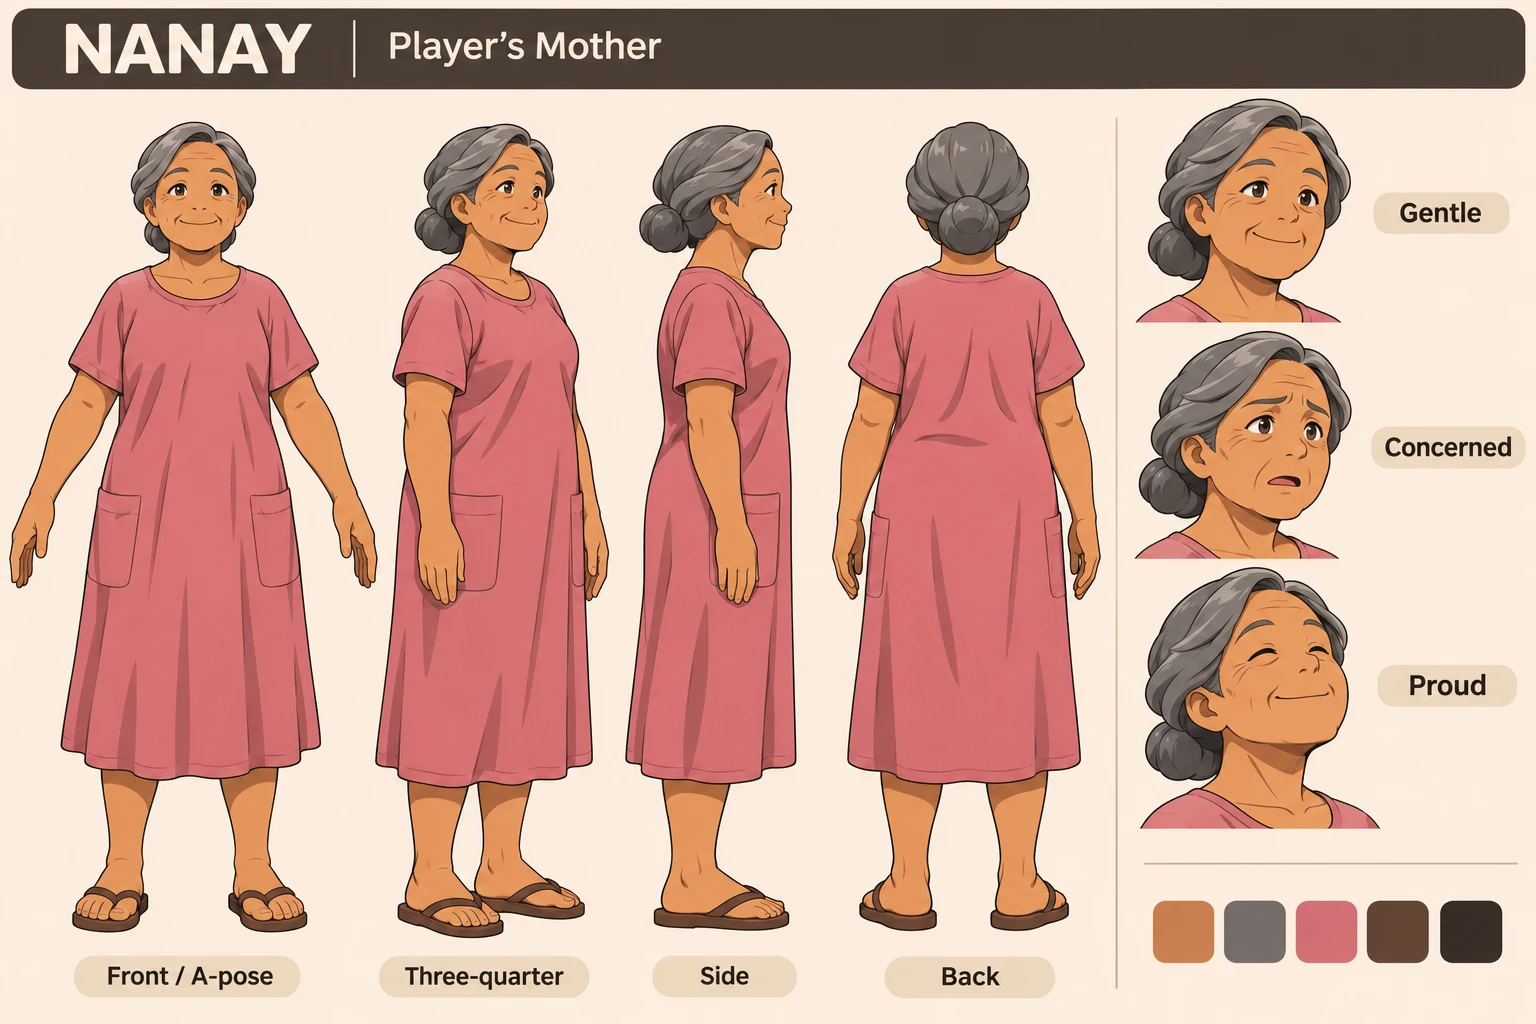 NANAY
Player's Mother
Gentle
Concerned
Proud
Front / A-pose
Three-quarter
Side
Back